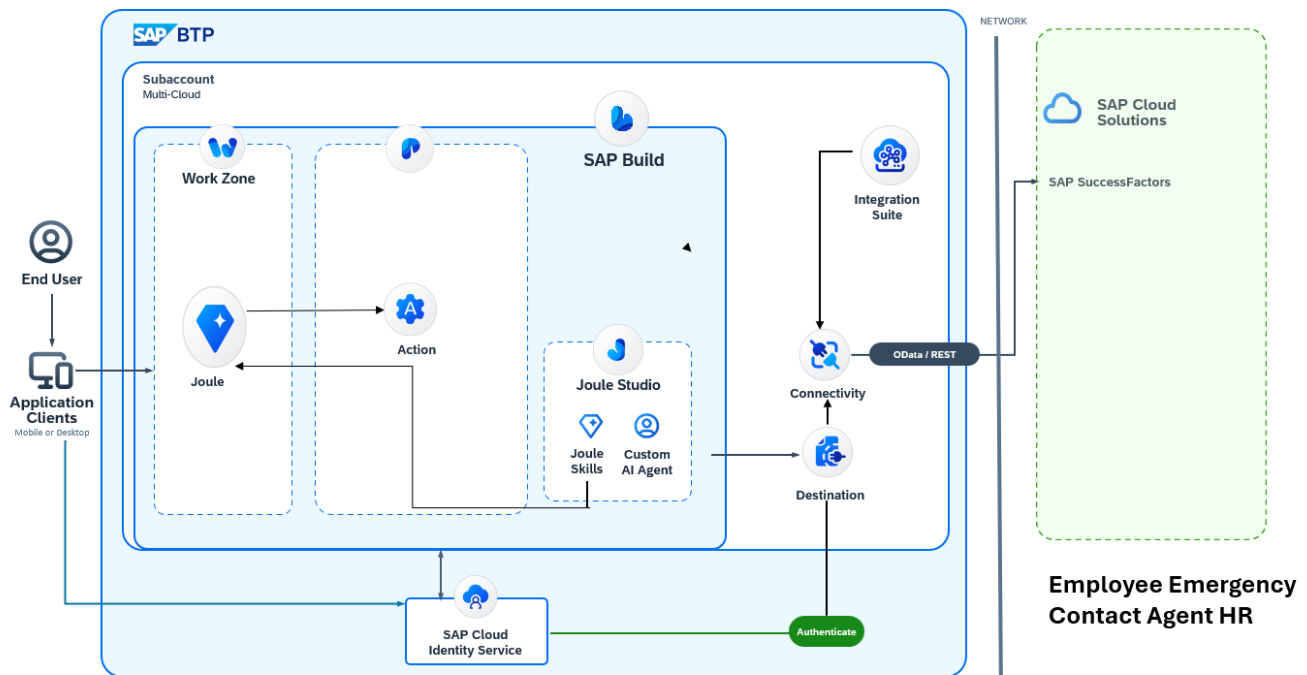 SAP BTP
NETWORK
Subaccount
Multi-Cloud
SAP Cloud
Solutions
Work Zone
SAP Build
SAP SuccessFactors
Integration
Suite
End User
A
Action
Joule
OData / REST
Joule Studio
Connectivity
Application
Clients
Mobile or Desktop
Joule
Skills
Custom
AI Agent
Destination
Employee Emergency
Contact Agent HR
SAP Cloud
Identity Service
Authenticate